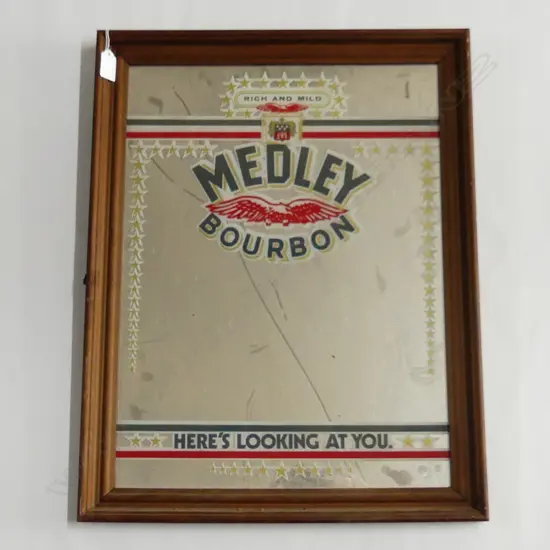 RICH AND MILD
MEDLEY
BOURBON
HERE'S LOOKING AT YOU.